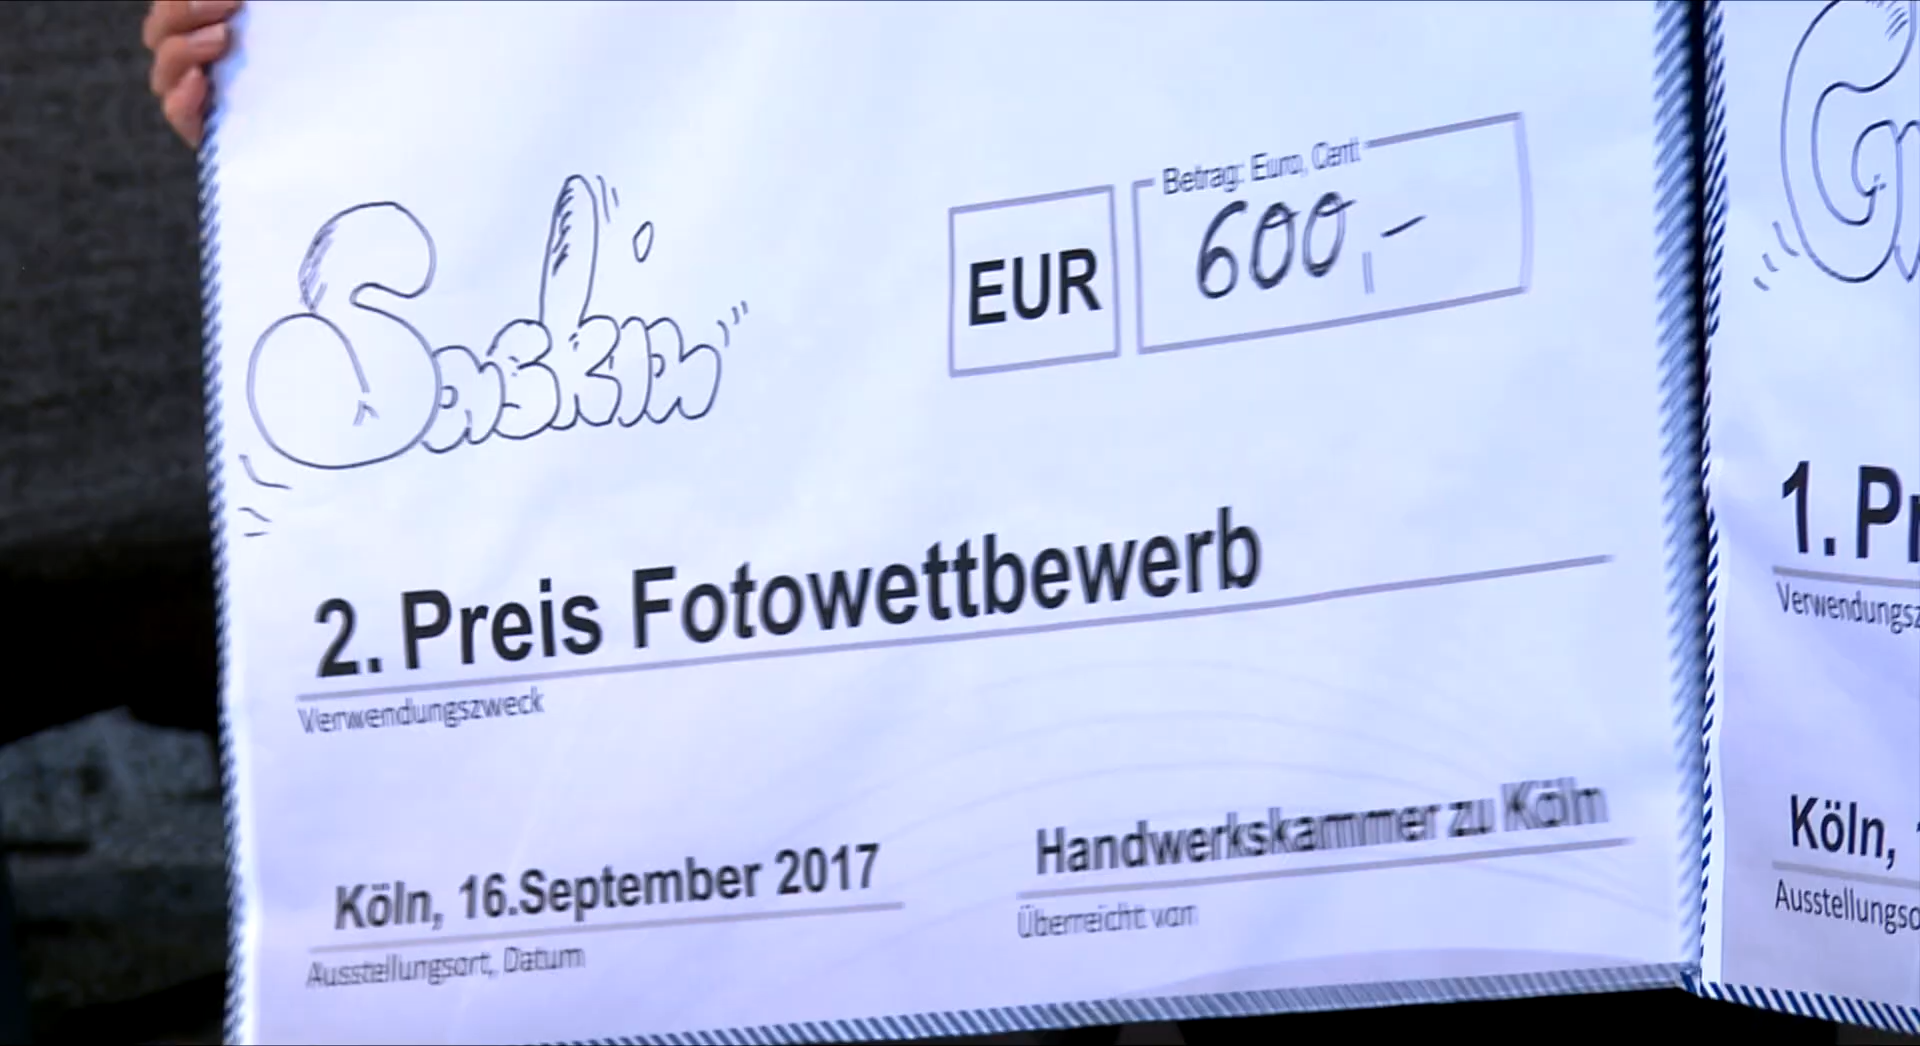 Saskia
EUR
Betrag: Euro, Cent
600,-
2. Preis Fotowettbewerb
Verwendungszweck
Köln, 16.September 2017
Ausstellungsort, Datum
Handwerkskammer zu Köln
Überreicht von
1. Pr
Verwendungsz
Köln,
Ausstellungso